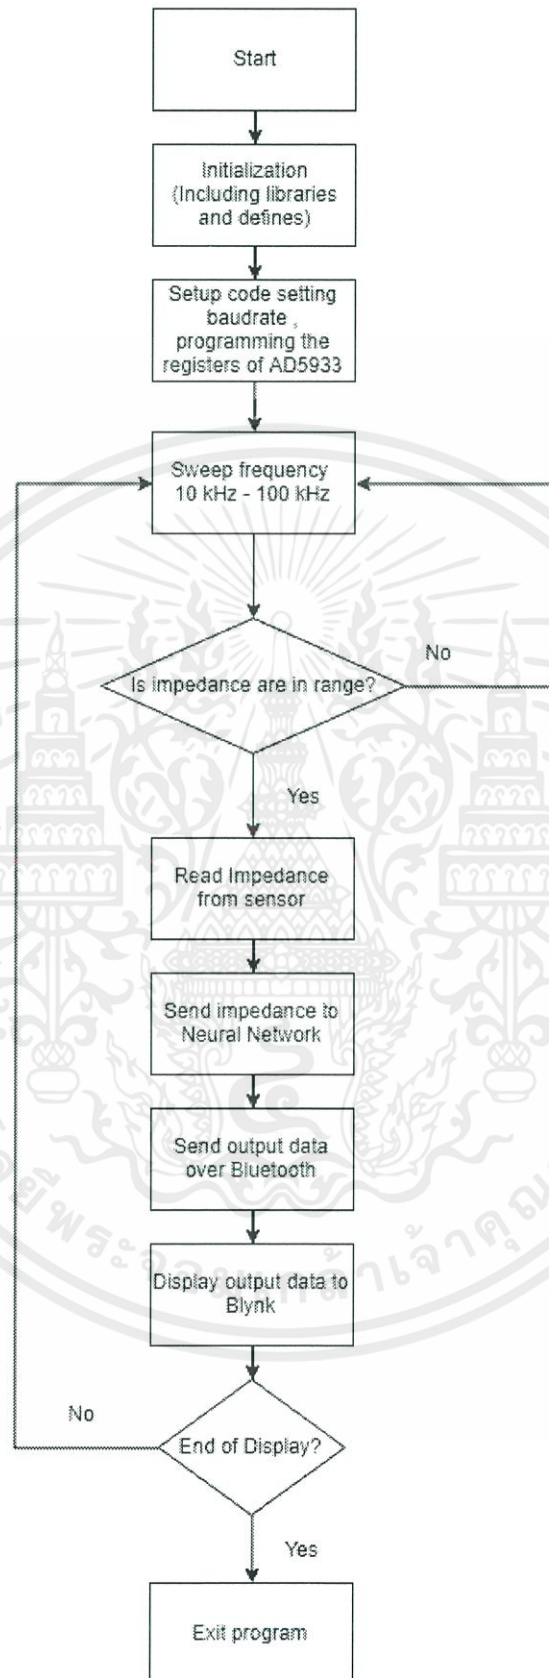 Start
Initialization
(Including libraries
and defines)
Setup code setting
baudrate ,
programming the
registers of AD5933
Sweep frequency
10 kHz - 100 kHz
Is impedance are in range?
No
Yes
Read Impedance
from sensor
Send impedance to
Neural Network
Send output data
over Bluetooth
Display output data to
Blynk
End of Display?
No
Yes
Exit program